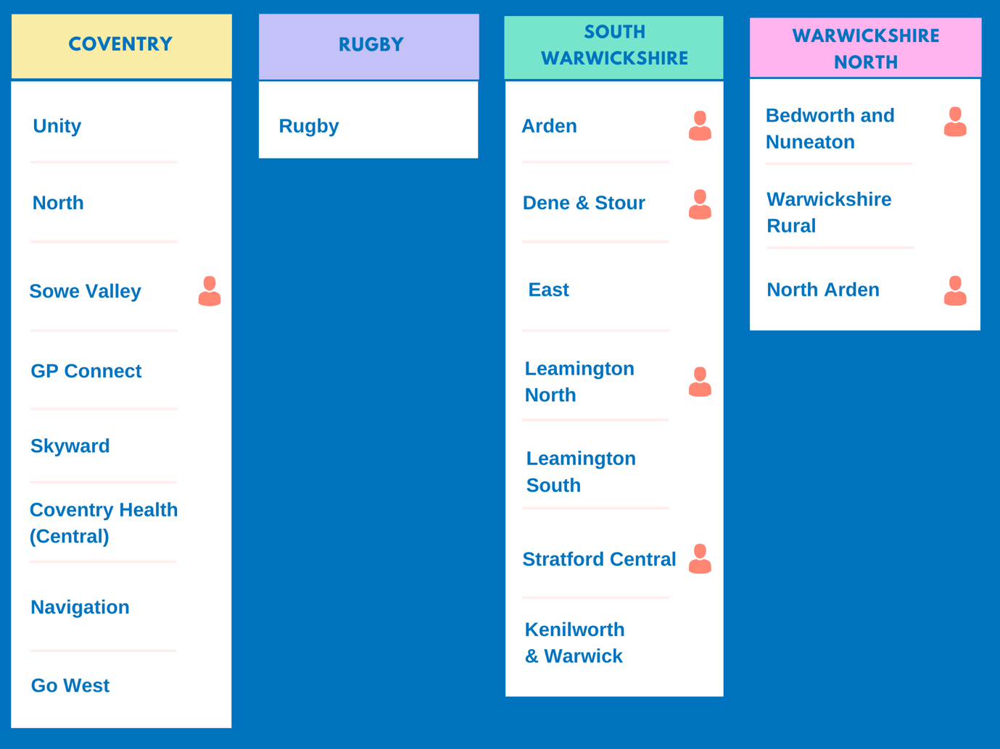 COVENTRY
Unity
North
Sowe Valley
GP Connect
Skyward
Coventry Health
(Central)
Navigation
Go West
RUGBY
Rugby
SOUTH
WARWICKSHIRE
Arden
Dene & Stour
East
Leamington
North
Leamington
South
Stratford Central
Kenilworth
& Warwick
WARWICKSHIRE
NORTH
Bedworth and
Nuneaton
Warwickshire
Rural
North Arden